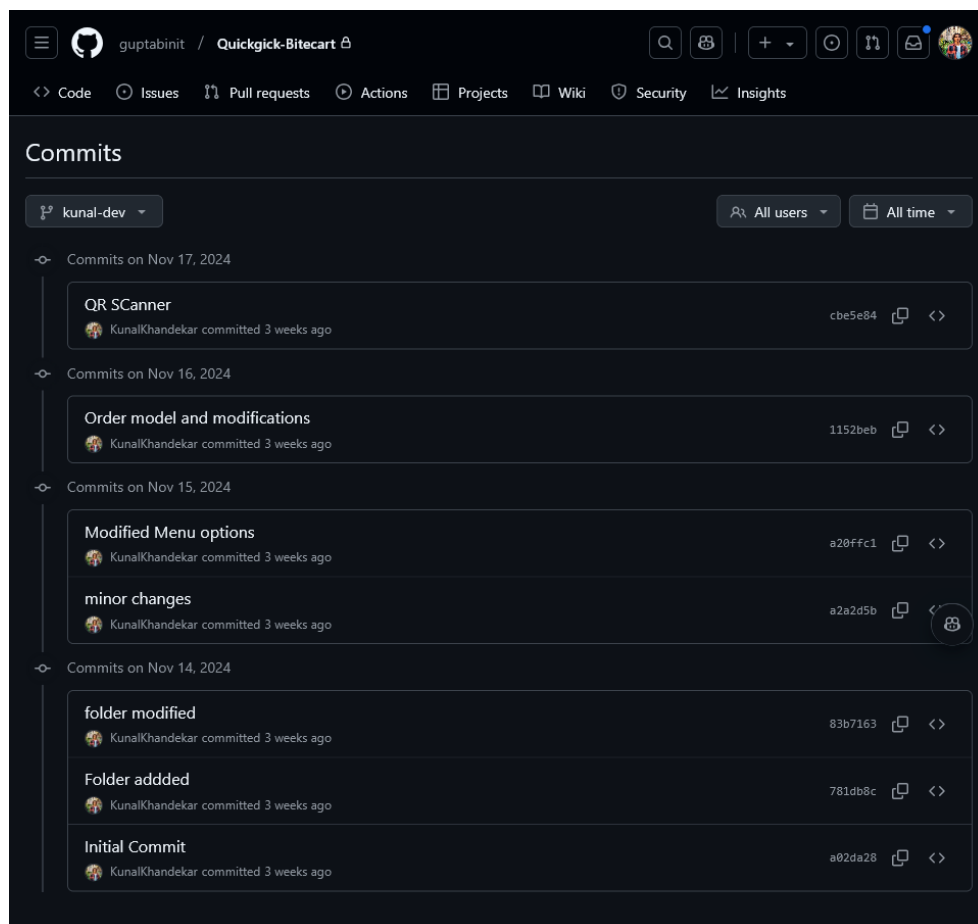 guptabinit / Quickgick-Bitecart
Code Issues Pull requests Actions Projects Wiki Security Insights
Commits
kunal-dev All users All time
Commits on Nov 17, 2024
QR SCanner
KunalKhandekar committed 3 weeks ago cbe5e84
Commits on Nov 16, 2024
Order model and modifications
KunalKhandekar committed 3 weeks ago 1152beb
Commits on Nov 15, 2024
Modified Menu options
KunalKhandekar committed 3 weeks ago a20ffc1
minor changes
KunalKhandekar committed 3 weeks ago a2a2d5b
Commits on Nov 14, 2024
folder modified
KunalKhandekar committed 3 weeks ago 83b7163
Folder addded
KunalKhandekar committed 3 weeks ago 781db8c
Initial Commit
KunalKhandekar committed 3 weeks ago a02da28